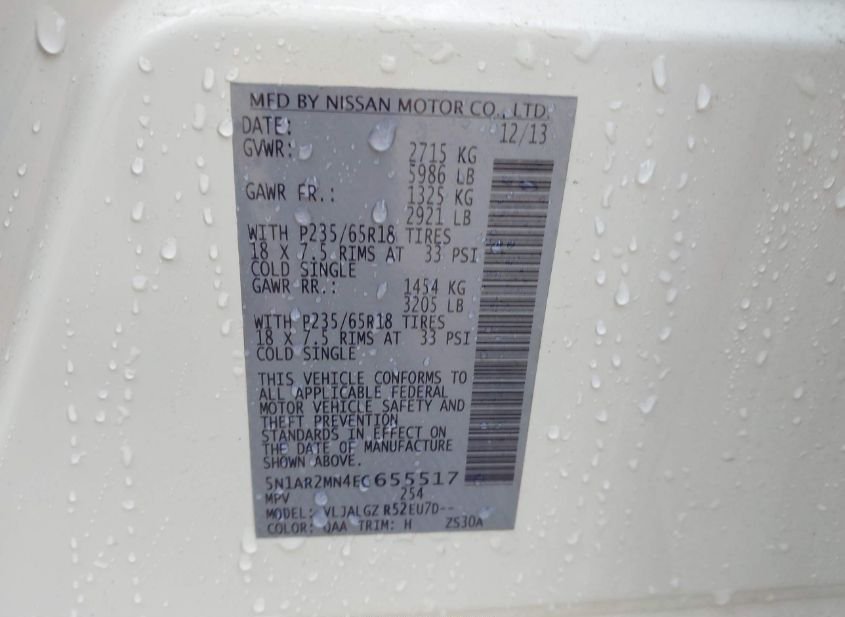 MFD BY NISSAN MOTOR CO., LTD.
DATE: 12/13
GVWR: 2715 KG
5986 LB
GAWR FR.: 1325 KG
2921 LB
WITH P235/65R18 TIRES
18 X 7.5 RIMS AT 33 PSI
COLD SINGLE
GAWR RR.: 1454 KG
3205 LB
WITH P235/65R18 TIRES
18 X 7.5 RIMS AT 33 PSI
COLD SINGLE
THIS VEHICLE CONFORMS TO
ALL APPLICABLE FEDERAL
MOTOR VEHICLE SAFETY AND
THEFT PREVENTION
STANDARDS IN EFFECT ON
THE DATE OF MANUFACTURE
SHOWN ABOVE.
5N1AR2MN4EC655517
MPV 254
MODEL: VLJALGZ R52EU7D--
COLOR: QAA TRIM: H ZS30A